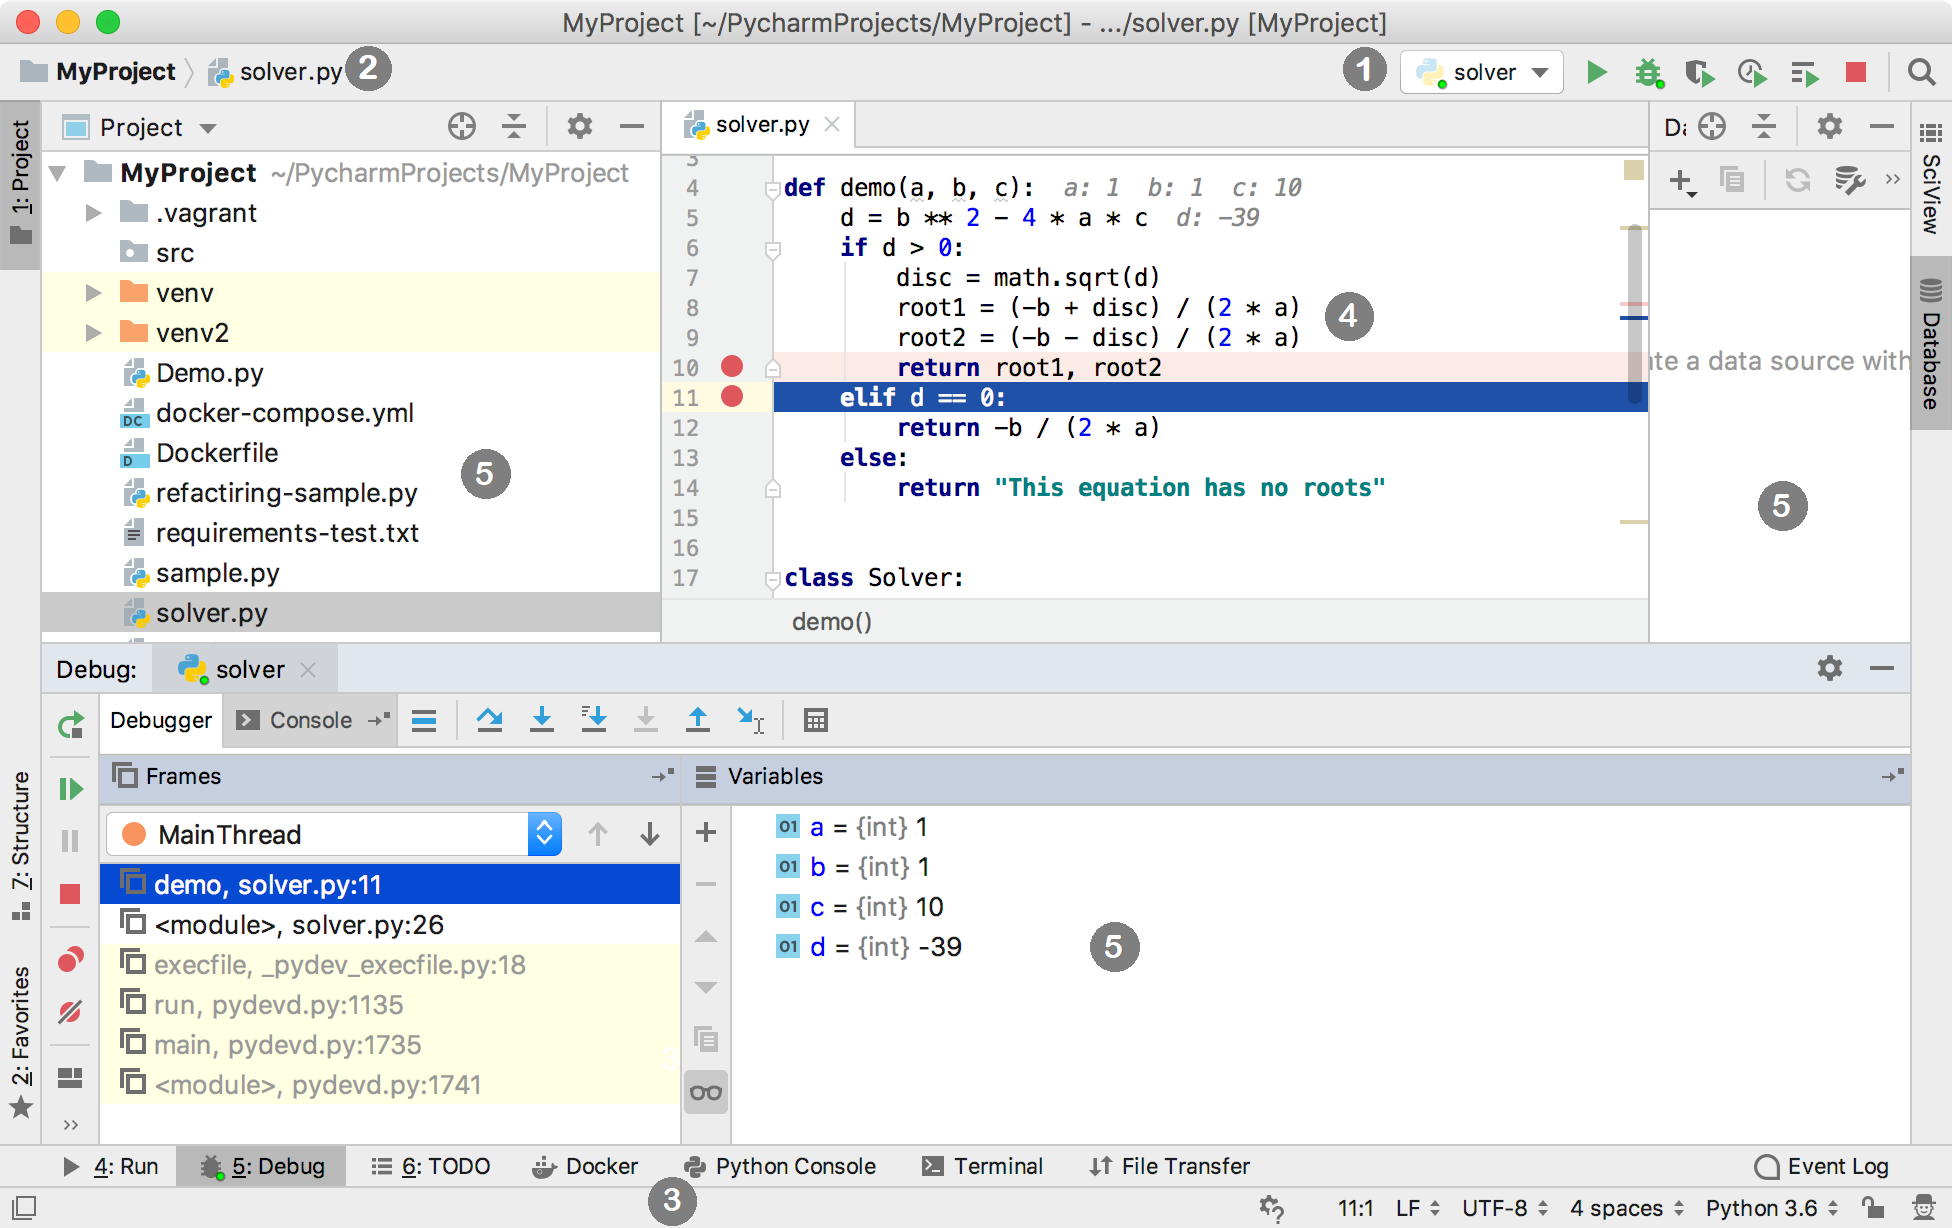 MyProject [~/PycharmProjects/MyProject] - .../solver.py [MyProject]
MyProject solver.py 2
1 solver
1: Project
Project
MyProject ~/PycharmProjects/MyProject
.vagrant
src
venv
venv2
Demo.py
docker-compose.yml
DC
Dockerfile
D
5
refactiring-sample.py
requirements-test.txt
sample.py
solver.py
solver.py
3
4 def demo(a, b, c): a: 1 b: 1 c: 10
5 d = b ** 2 - 4 * a * c d: -39
6 if d > 0:
7 disc = math.sqrt(d)
8 root1 = (-b + disc) / (2 * a)
4
9 root2 = (-b - disc) / (2 * a)
10 return root1, root2
11 elif d == 0:
12 return -b / (2 * a)
13 else:
14 return "This equation has no roots"
15
16
17 class Solver:
demo()
a data source with
5
SciView
Database
Debug: solver
Debugger Console
Frames
MainThread
demo, solver.py:11
<module>, solver.py:26
execfile, _pydev_execfile.py:18
run, pydevd.py:1135
main, pydevd.py:1735
<module>, pydevd.py:1741
Variables
01 a = {int} 1
01 b = {int} 1
01 c = {int} 10
01 d = {int} -39
5
7: Structure
2: Favorites
4: Run 5: Debug 6: TODO Docker Python Console Terminal File Transfer Event Log
3
11:1 LF UTF-8 4 spaces Python 3.6